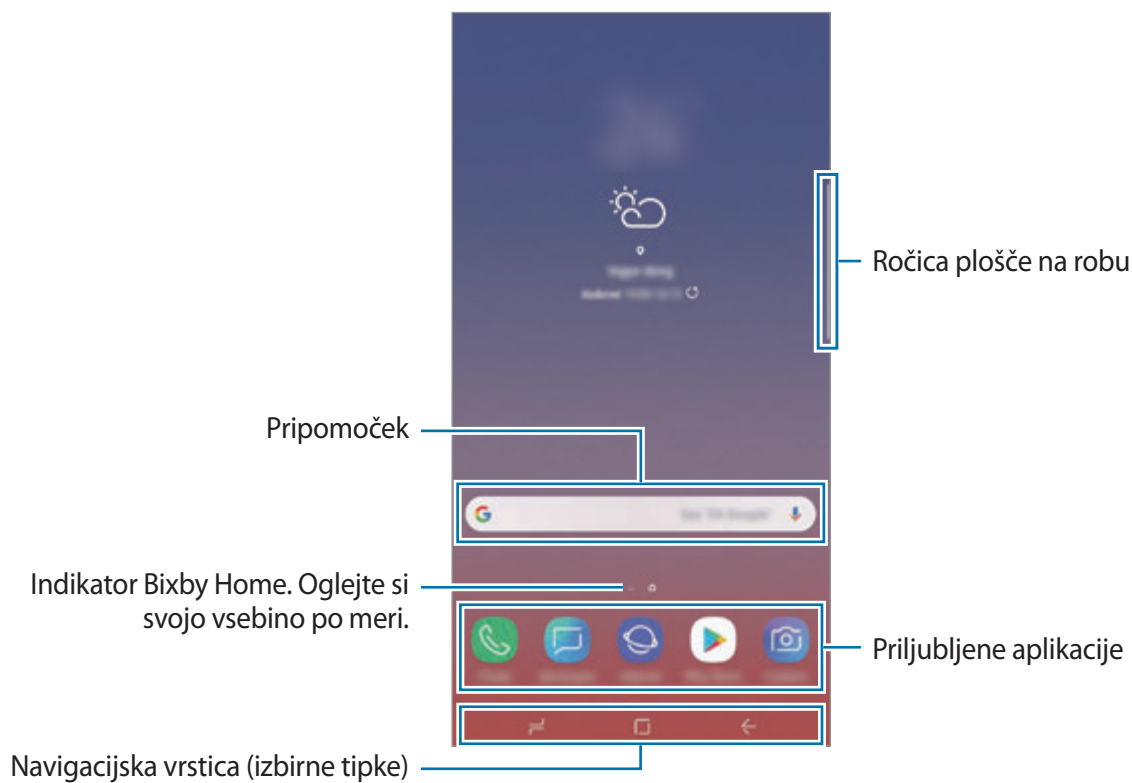 Ročica plošče na robu
Pripomoček
Indikator Bixby Home. Oglejte si
svojo vsebino po meri.
Priljubljene aplikacije
Navigacijska vrstica (izbirne tipke)